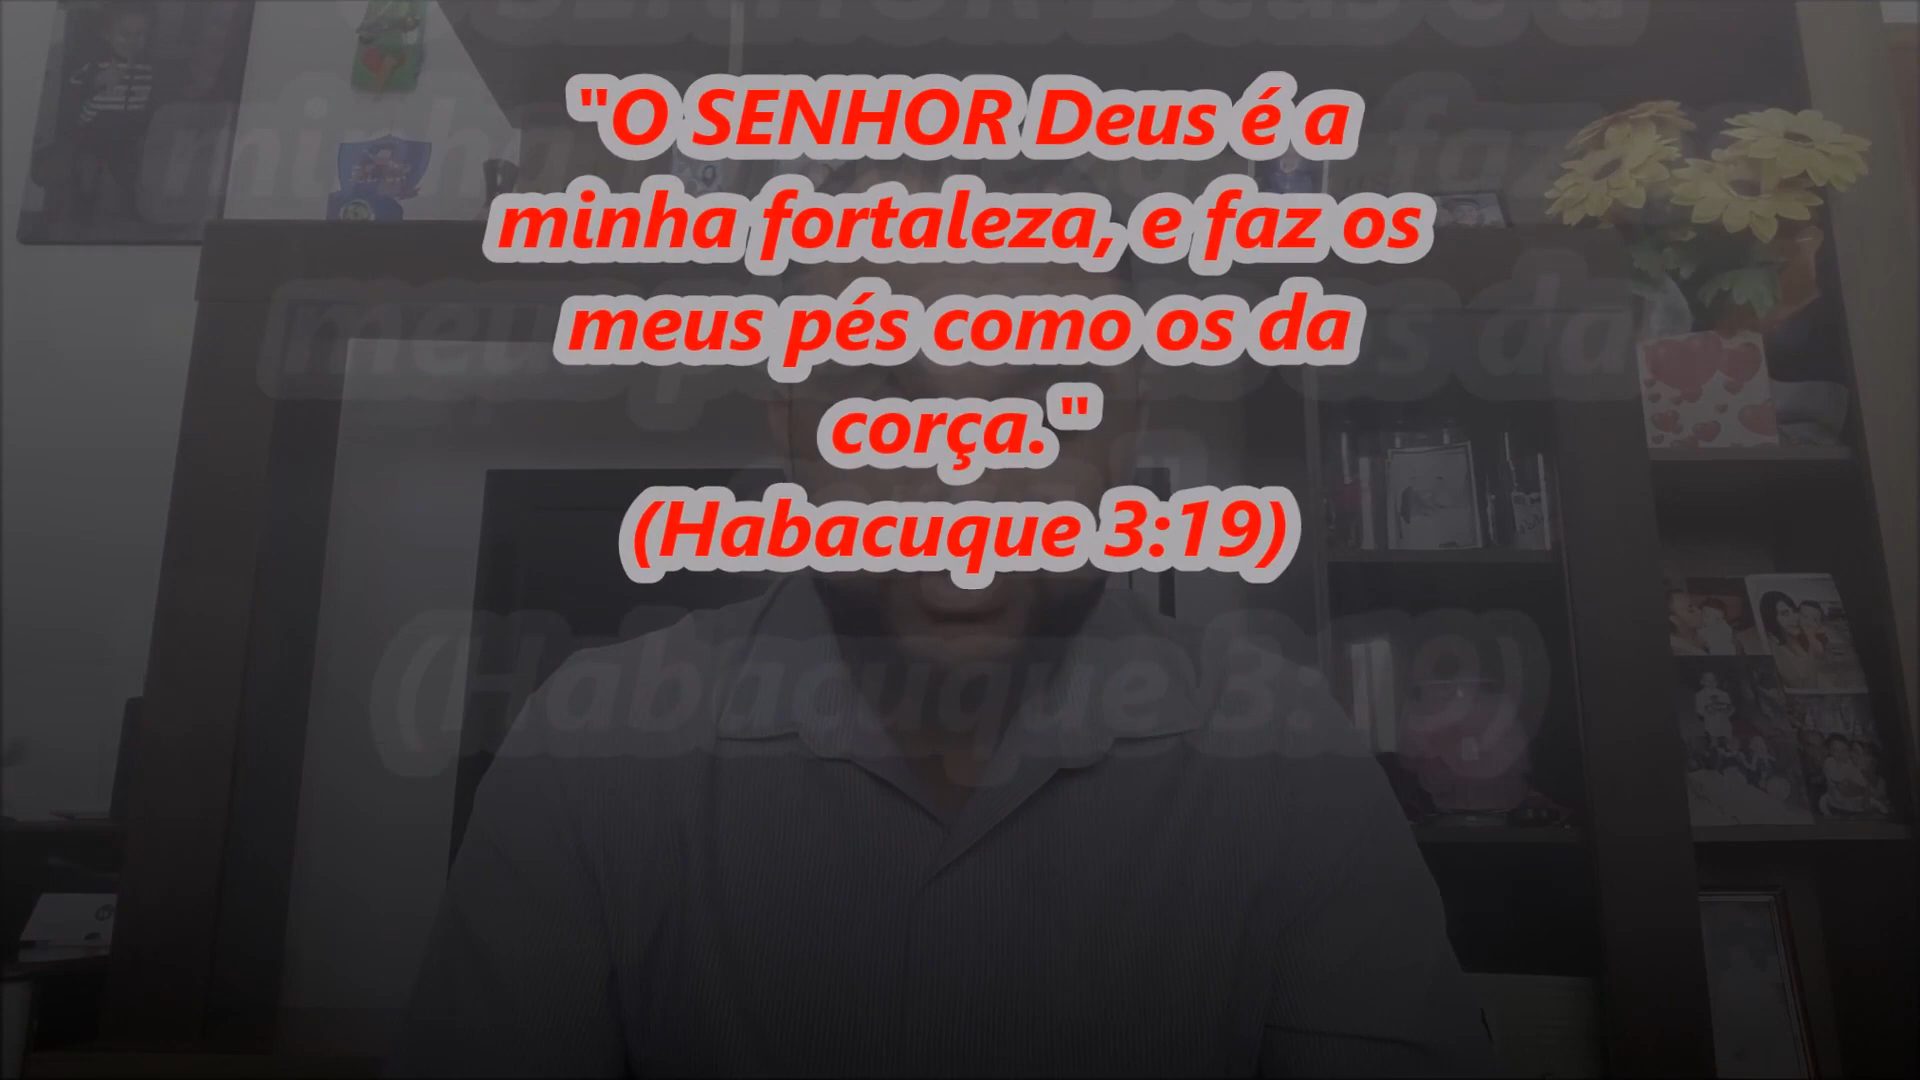 "O SENHOR Deus é a
minha fortaleza, e faz os
meus pés como os da
corça."
(Habacuque 3:19)